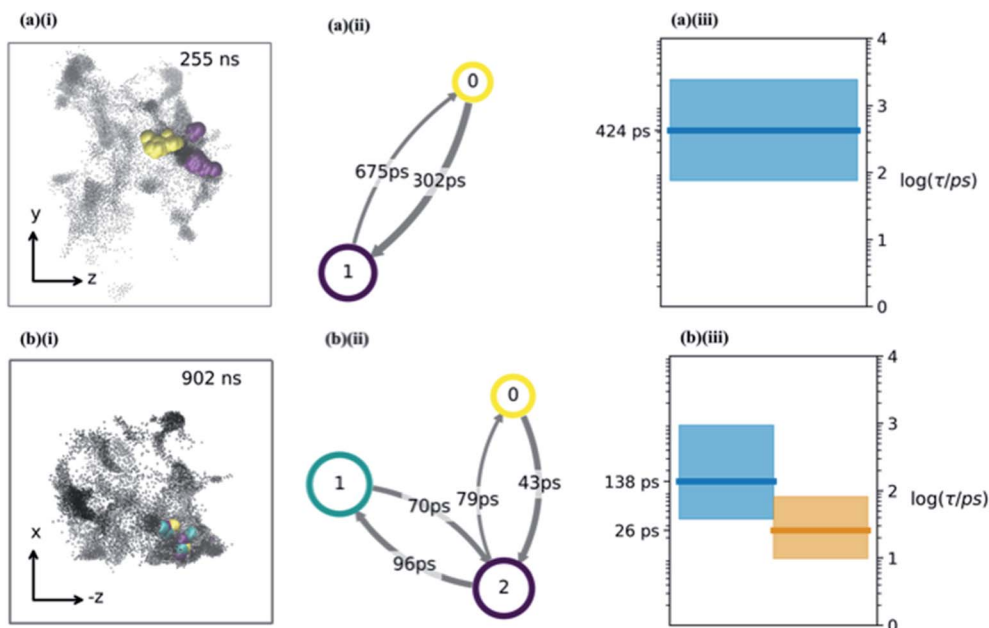 (a)(i)
(a)(ii)
(a)(iii)
255 ns
y
z
0
675ps
302ps
1
424 ps
4
3
2
1
0
log(τ/ps)
(b)(i)
(b)(ii)
(b)(iii)
902 ns
x
-z
0
1
43ps
70ps
79ps
96ps
2
138 ps
26 ps
4
3
2
1
0
log(τ/ps)